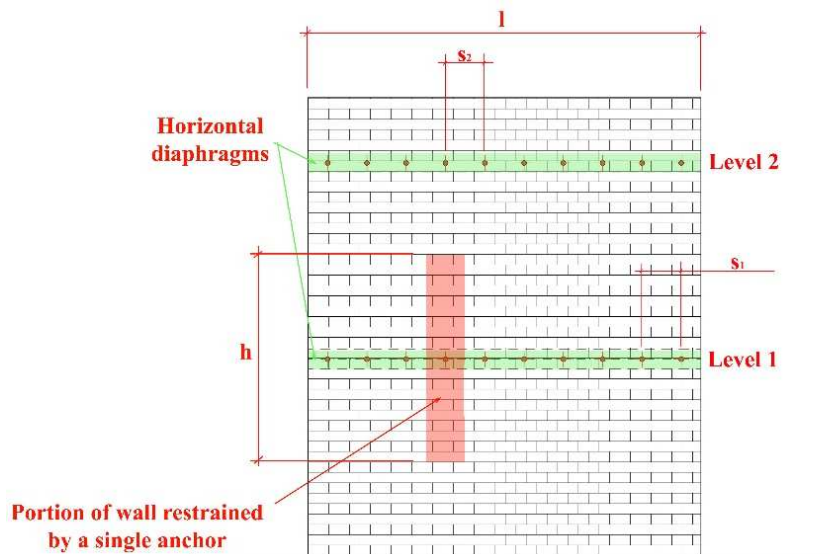 l
s₂
Horizontal
diaphragms
Level 2
s₁
h
Level 1
Portion of wall restrained
by a single anchor